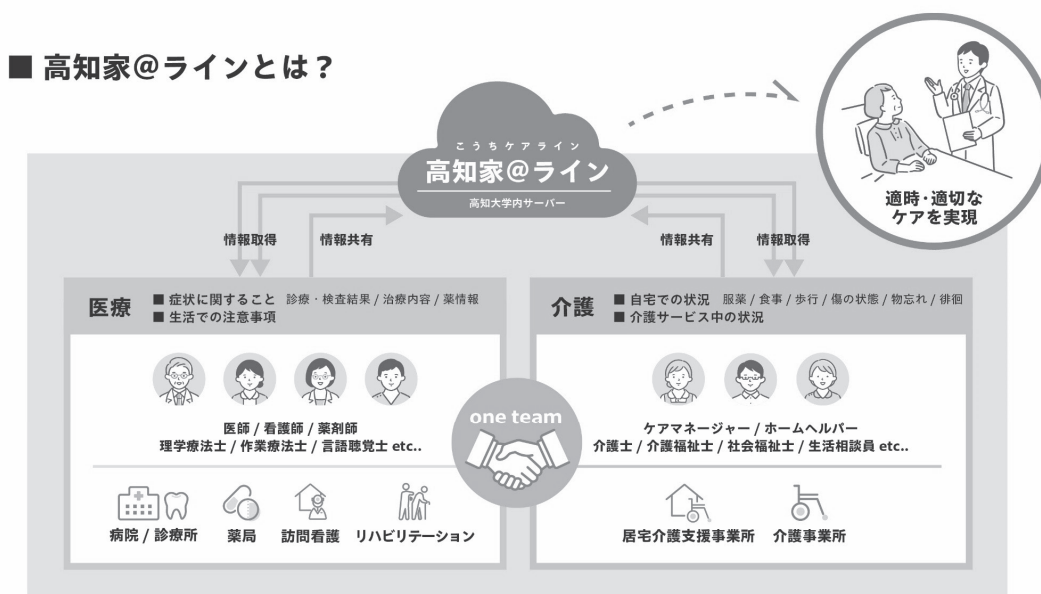 ■ 高知家@ラインとは？
こうちケアライン
高知家@ライン
高知大学内サーバー
適時・適切な
ケアを実現
情報取得
情報共有
情報共有
情報取得
医療
■ 症状に関すること 診療・検査結果 / 治療内容 / 薬情報
■ 生活での注意事項
医師 / 看護師 / 薬剤師
理学療法士 / 作業療法士 / 言語聴覚士 etc..
病院 / 診療所
薬局
訪問看護
リハビリテーション
one team
介護
■ 自宅での状況 服薬 / 食事 / 歩行 / 傷の状態 / 物忘れ / 徘徊
■ 介護サービス中の状況
ケアマネージャー / ホームヘルパー
介護士 / 介護福祉士 / 社会福祉士 / 生活相談員 etc..
居宅介護支援事業所
介護事業所